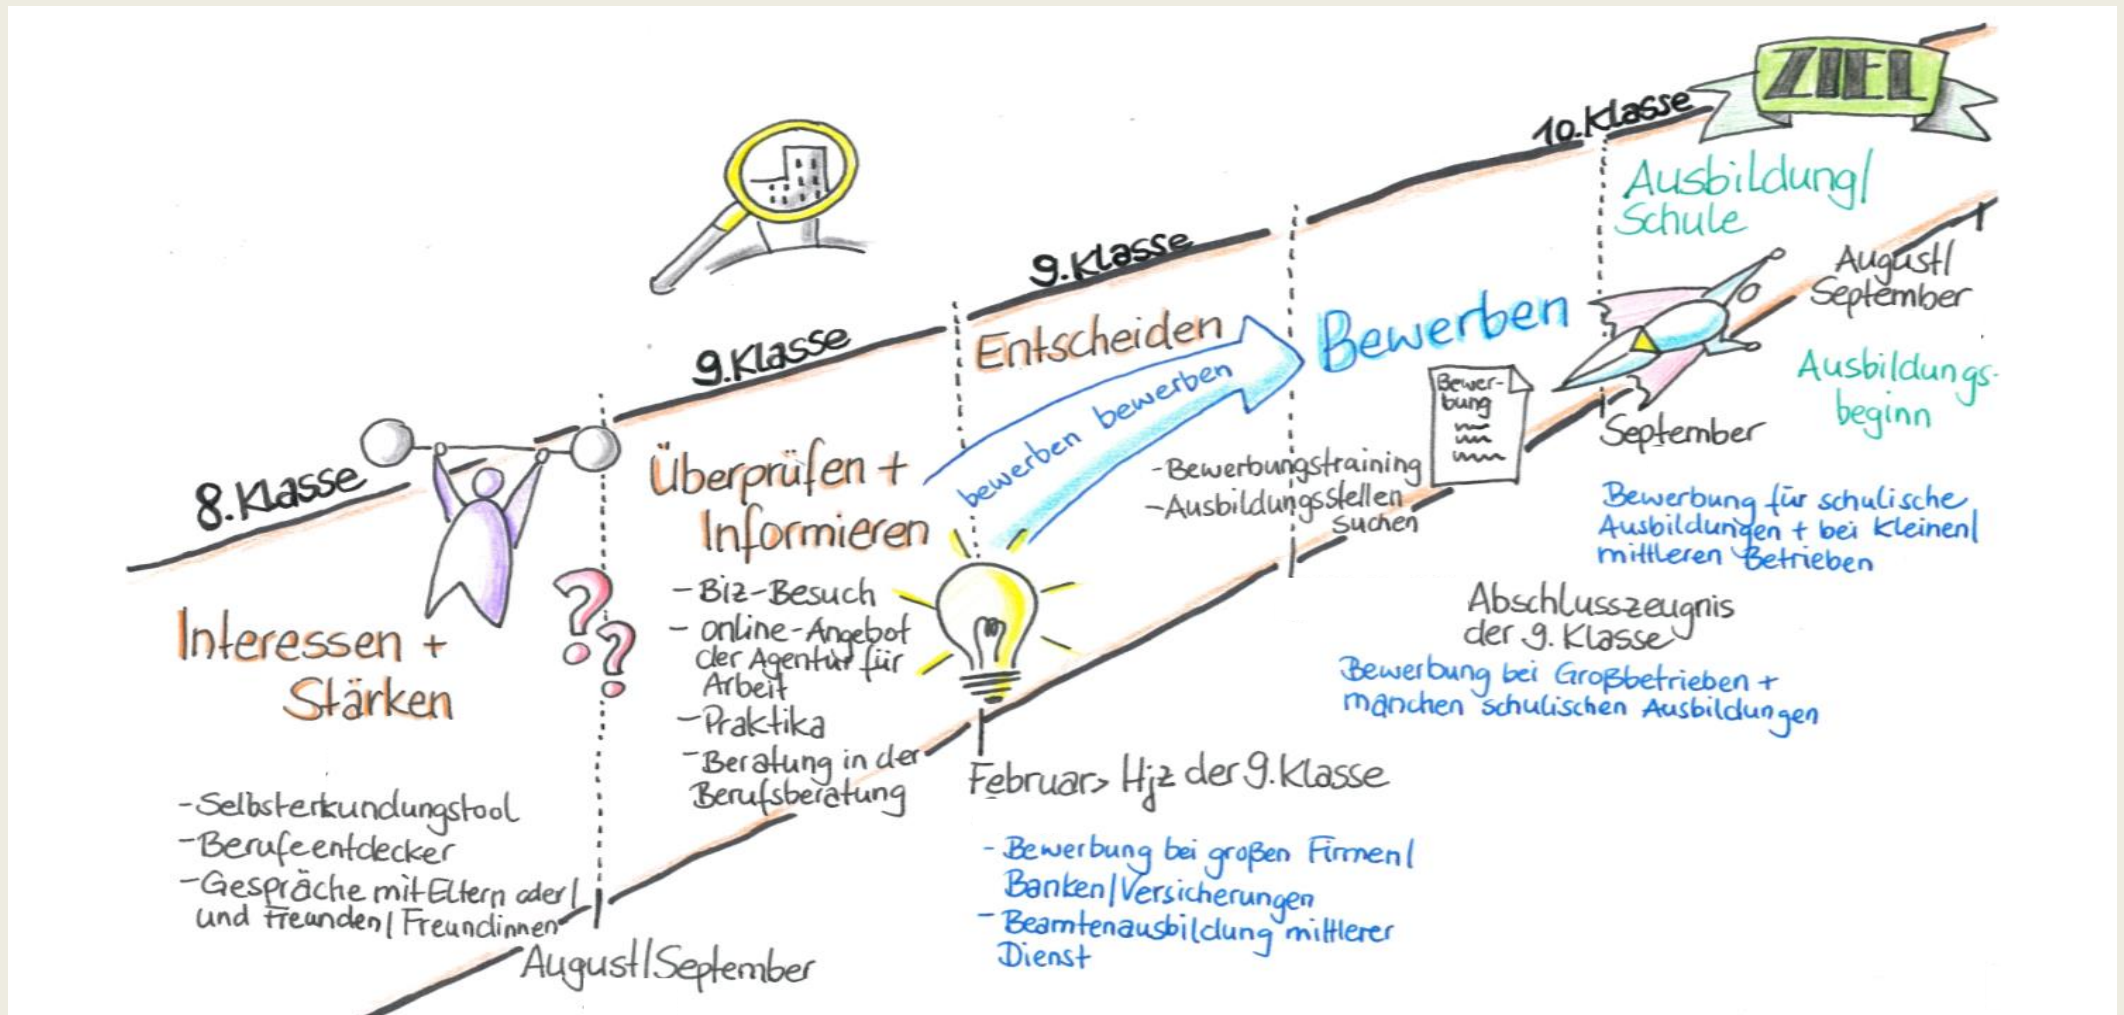 8. Klasse
Interessen +
Stärken
- Selbsterkundungstool
- Berufeentdecker
- Gespräche mit Eltern oder/
und Freunden/Freundinnen
August/September
9. Klasse
Überprüfen +
Informieren
- Biz-Besuch
- online-Angebot
der Agentur für
Arbeit
- Praktika
- Beratung in der
Berufsberatung
9. Klasse
Entscheiden
bewerben bewerben
Februar > Hjz der 9. Klasse
- Bewerbung bei großen Firmen/
Banken/Versicherungen
- Beamtenausbildung mittlerer
Dienst
Bewerben
- Bewerbungstraining
- Ausbildungsstellen
suchen
Bewer-
bung
Abschlusszeugnis
der 9. Klasse
Bewerbung bei Großbetrieben +
manchen schulischen Ausbildungen
10. Klasse
ZIEL
Ausbildung/
Schule
September
Bewerbung für schulische
Ausbildungen + bei kleinen/
mittleren Betrieben
August/
September
Ausbildungs-
beginn